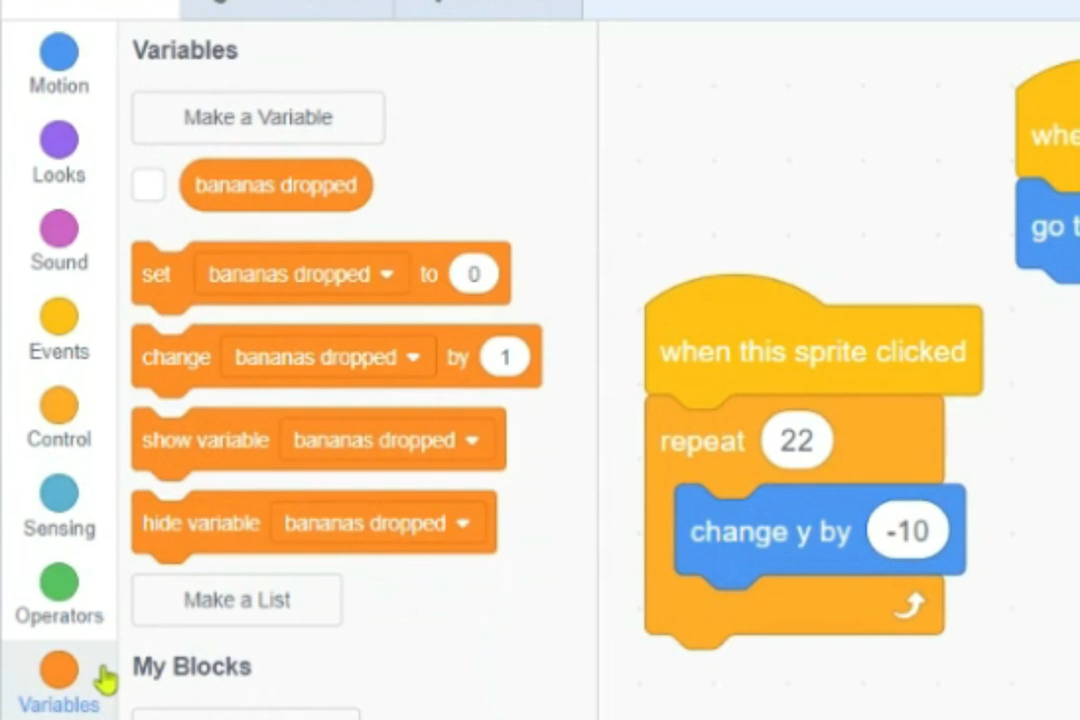 Motion
Looks
Sound
Events
Control
Sensing
Operators
Variables
Variables
Make a Variable
bananas dropped
set bananas dropped to 0
change bananas dropped by 1
show variable bananas dropped
hide variable bananas dropped
Make a List
My Blocks
when this sprite clicked
repeat 22
change y by -10
whe
go t